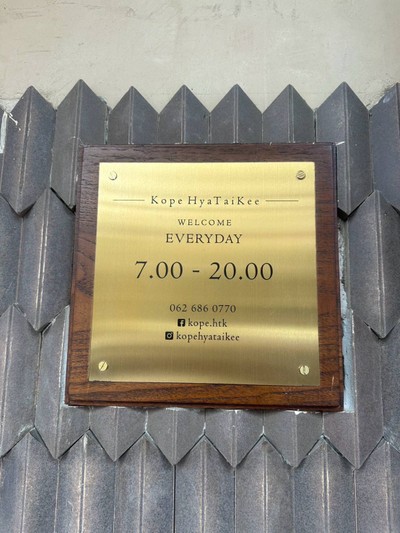 Kope HyaTaiKee
WELCOME
EVERYDAY
7.00 - 20.00
062 686 0770
kope.htk
kopehyataikee